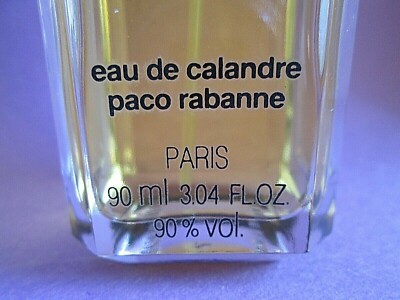 eau de calandre
paco rabanne
PARIS
90 ml 3.04 FL.OZ.
90% Vol.